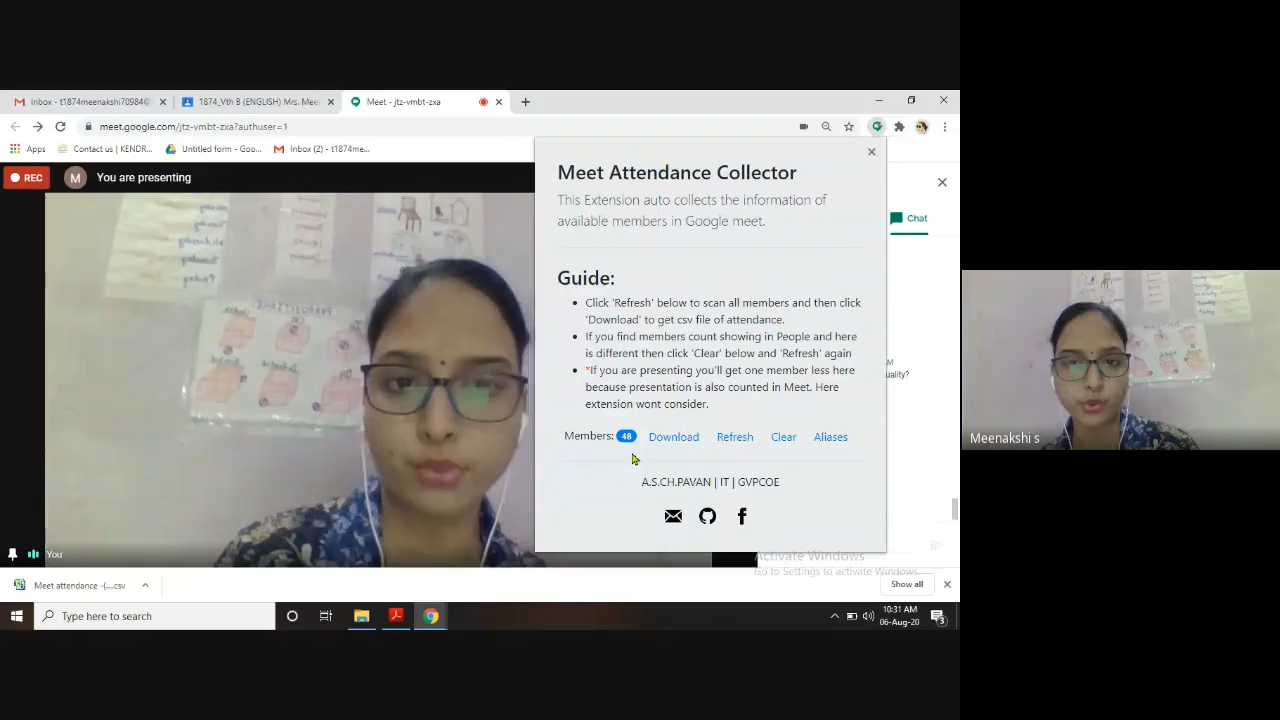 Inbox - t1874meenakshi70984@
1874_Vth B (ENGLISH) Mrs. Mee
Meet - jtz-vmbt-zxa
meet.google.com/jtz-vmbt-zxa?authuser=1
Apps
Contact us | KENDR...
Untitled form - Goo...
Inbox (2) - t1874me...
REC
M
You are presenting
Chat
Meet Attendance Collector
This Extension auto collects the information of
available members in Google meet.
Guide:
Click 'Refresh' below to scan all members and then click
'Download' to get csv file of attendance.
If you find members count showing in People and here
is different then click 'Clear' below and 'Refresh' again
*If you are presenting you'll get one member less here
because presentation is also counted in Meet. Here
extension wont consider.
Members: 48 Download Refresh Clear Aliases
A.S.CH.PAVAN | IT | GVPCOE
uality?
Meenakshi s
You
Activate Windows
Go to Settings to activate Windows.
Meet attendance -(....csv
Show all
Type here to search
10:31 AM
06-Aug-20
3